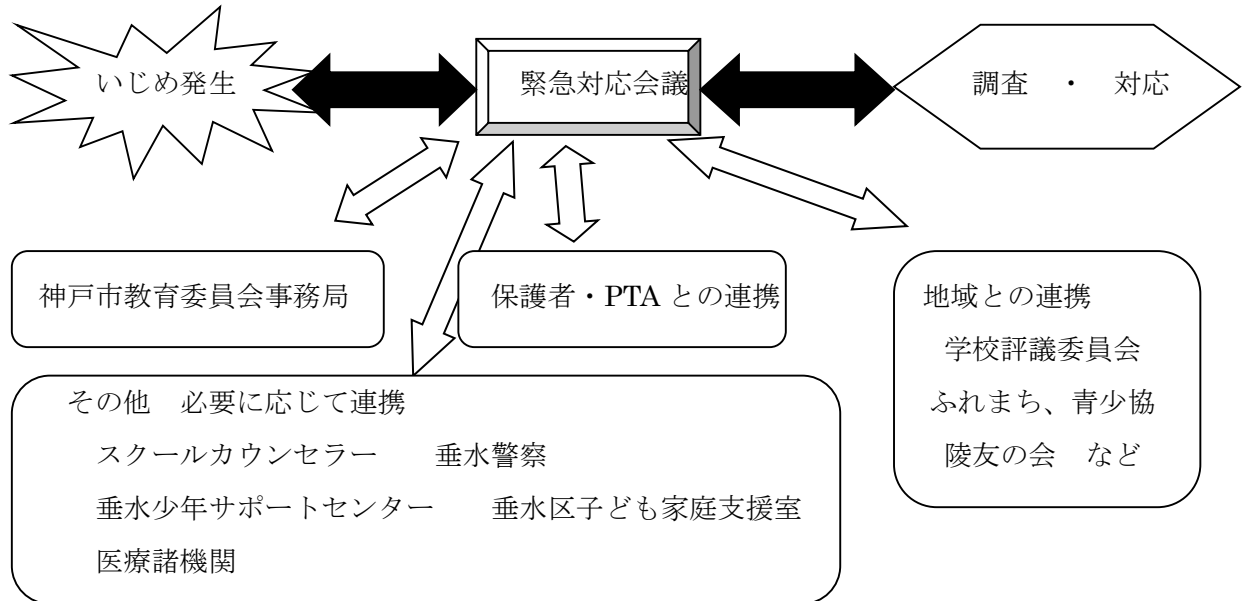 いじめ発生
緊急対応会議
調査　・　対応
神戸市教育委員会事務局
保護者・PTA との連携
地域との連携
学校評議委員会
ふれまち、青少協
陵友の会　など
その他　必要に応じて連携
スクールカウンセラー　　垂水警察
垂水少年サポートセンター　　垂水区子ども家庭支援室
医療諸機関